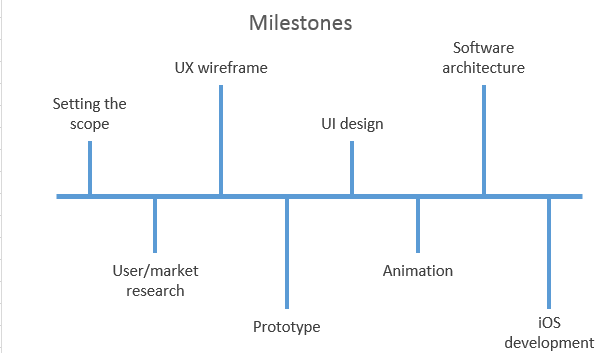 Milestones
Software
architecture
UX wireframe
Setting the
scope
UI design
User/market
research
Animation
Prototype
iOS
development